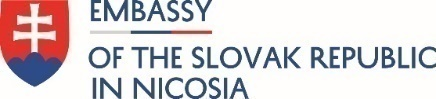 EMBASSY
OF THE SLOVAK REPUBLIC
IN NICOSIA